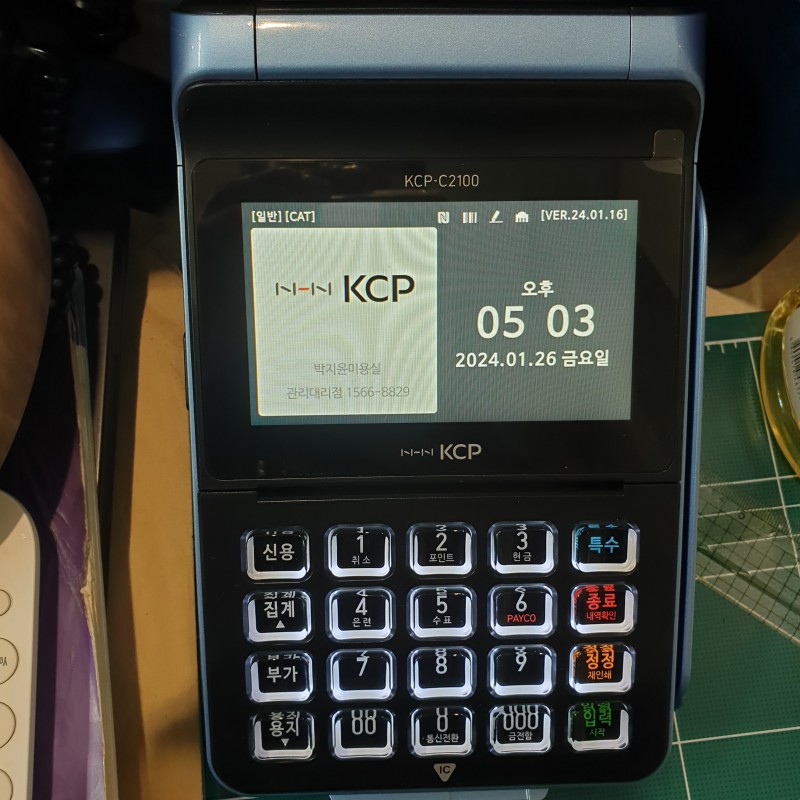 KCP-C2100
[일반] [CAT] [VER.24.01.16]
NHN KCP
박지윤미용실
관리대리점 1566-8829
오후
05 03
2024.01.26 금요일
NHN KCP
신용 1 2 3 특수
취소 포인트 현금
집계 4 5 6 종료
▲ 은련 수표 PAYCO 내역확인
부가 7 8 9 정정
재인쇄
용지 00 0 000 입력
▼ 통신전환 금전함 시작
IC